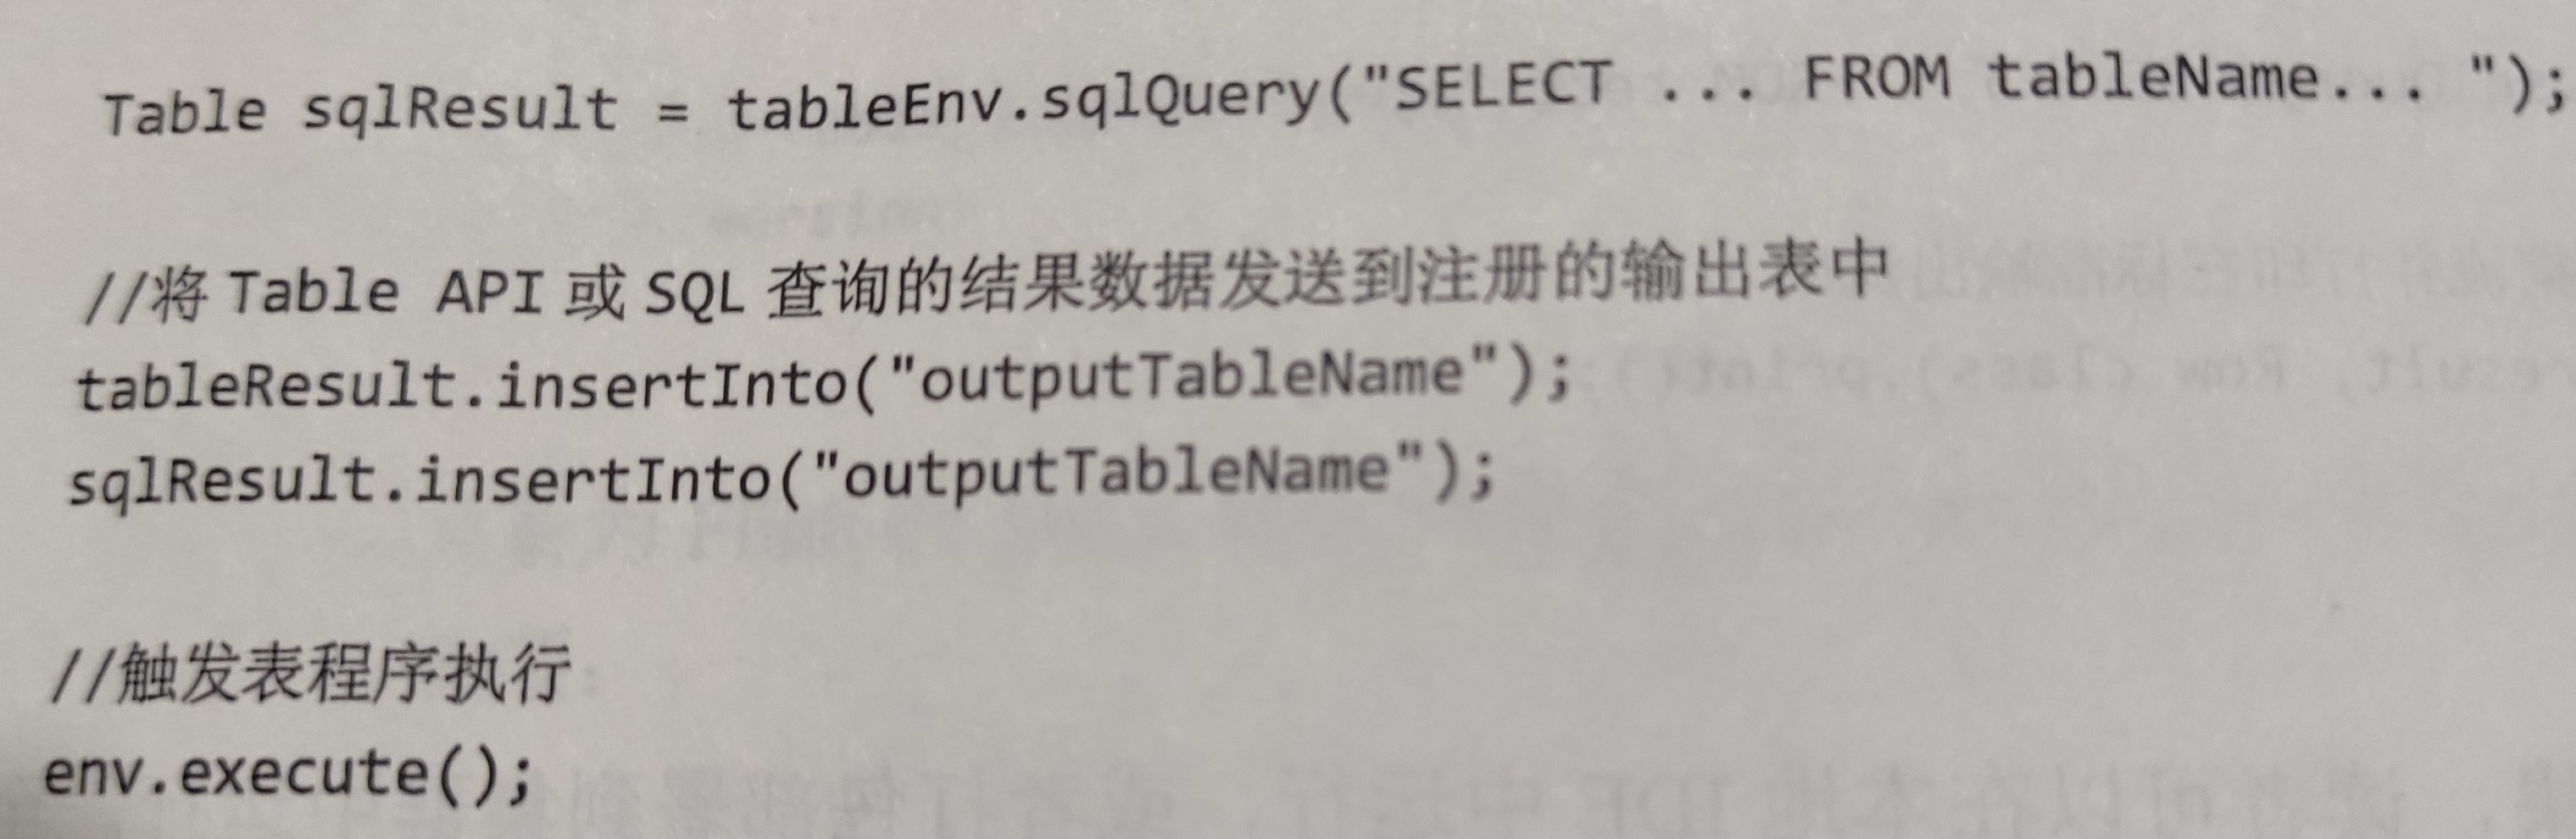 Table sqlResult = tableEnv.sqlQuery("SELECT ... FROM tableName... ");
//将 Table API 或 SQL 查询的结果数据发送到注册的输出表中
tableResult.insertInto("outputTableName");
sqlResult.insertInto("outputTableName");
//触发表程序执行
env.execute();